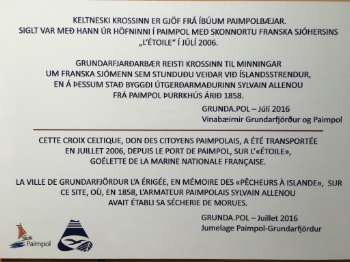 KELTNESKI KROSSINN ER GJÖF FRÁ ÍBÚUM PAIMPOLBÆJAR.
SIGLT VAR MEÐ HANN ÚR HÖFNINNI Í PAIMPOL MEÐ SKONNORTU FRANSKA SJÓHERSINS
„L'ÉTOILE" Í JÚLÍ 2006.
GRUNDARFJARÐARBÆR REISTI KROSSINN TIL MINNINGAR
UM FRANSKA SJÓMENN SEM STUNDUÐU VEIÐAR VIÐ ÍSLANDSSTRENDUR,
EN Á ÞESSUM STAÐ BYGGÐI ÚTGERÐARMAÐURINN SYLVAIN ALLENOU
FRÁ PAIMPOL ÞURRKHÚS ÁRIÐ 1858.
GRUNDA.POL – Júlí 2016
Vinabæirnir Grundarfjörður og Paimpol
CETTE CROIX CELTIQUE, DON DES CITOYENS PAIMPOLAIS, A ÉTÉ TRANSPORTÉE
EN JUILLET 2006, DEPUIS LE PORT DE PAIMPOL, SUR L'«ÉTOILE»,
GOÉLETTE DE LA MARINE NATIONALE FRANÇAISE.
LA VILLE DE GRUNDARFJÖRDUR L'A ÉRIGÉE, EN MÉMOIRE DES «PÊCHEURS À ISLANDE», SUR
CE SITE, OÙ, EN 1858, L'ARMATEUR PAIMPOLAIS SYLVAIN ALLENOU
AVAIT ÉTABLI SA SÉCHERIE DE MORUES.
GRUNDA.POL – Juillet 2016
Jumelage Paimpol-Grundarfjördur
Paimpol